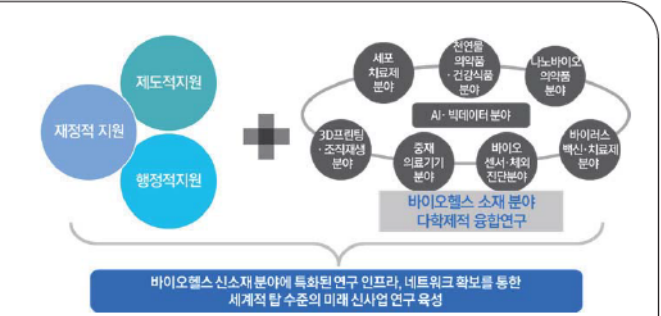 제도적지원
재정적 지원
행정적지원
세포
치료제
분야
천연물
의약품
· 건강식품
분야
나노바이오
의약품
분야
AI· 빅데이터 분야
3D프린팅
· 조직재생
분야
중재
의료기기
분야
바이오
센서·체외
진단분야
바이러스
백신·치료제
분야
바이오헬스 소재 분야
다학제적 융합연구
바이오헬스 신소재 분야에 특화된 연구 인프라, 네트워크 확보를 통한
세계적 탑 수준의 미래 신사업 연구 육성